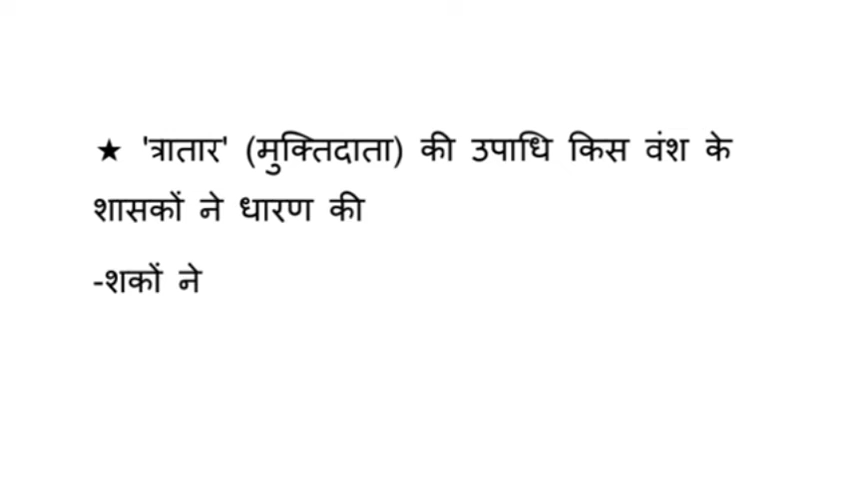 ★ 'त्रातार' (मुक्तिदाता) की उपाधि किस वंश के
शासकों ने धारण की
-शकों ने